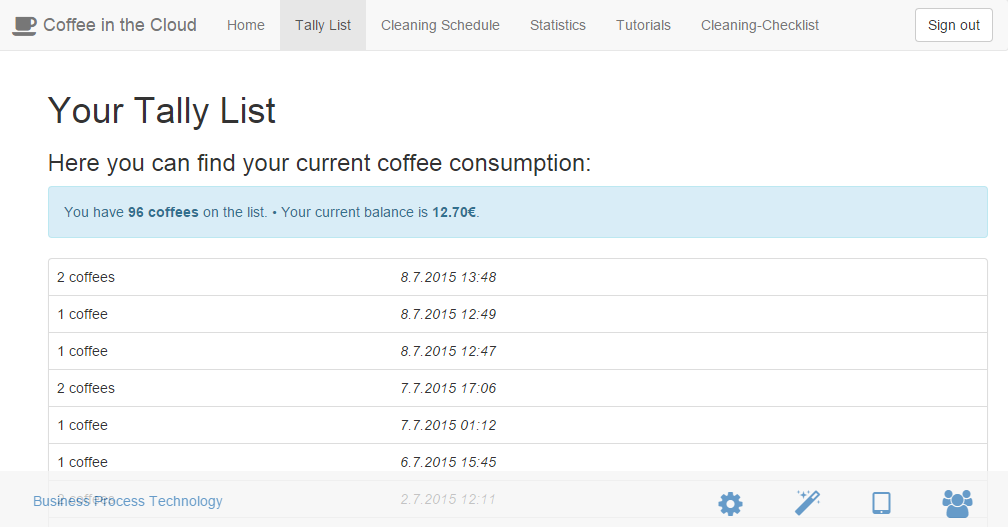 Coffee in the Cloud Home Tally List Cleaning Schedule Statistics Tutorials Cleaning-Checklist Sign out
Your Tally List
Here you can find your current coffee consumption:
You have 96 coffees on the list. • Your current balance is 12.70€.
2 coffees 8.7.2015 13:48
1 coffee 8.7.2015 12:49
1 coffee 8.7.2015 12:47
2 coffees 7.7.2015 17:06
1 coffee 7.7.2015 01:12
1 coffee 6.7.2015 15:45
2 coffees 2.7.2015 12:11
Business Process Technology